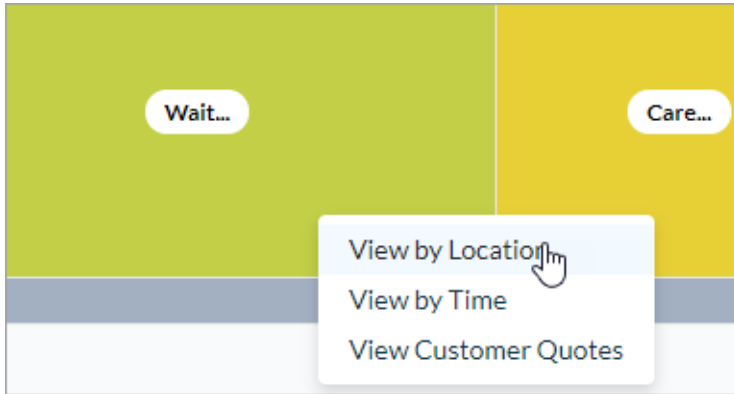 Wait...
Care...
View by Location
View by Time
View Customer Quotes